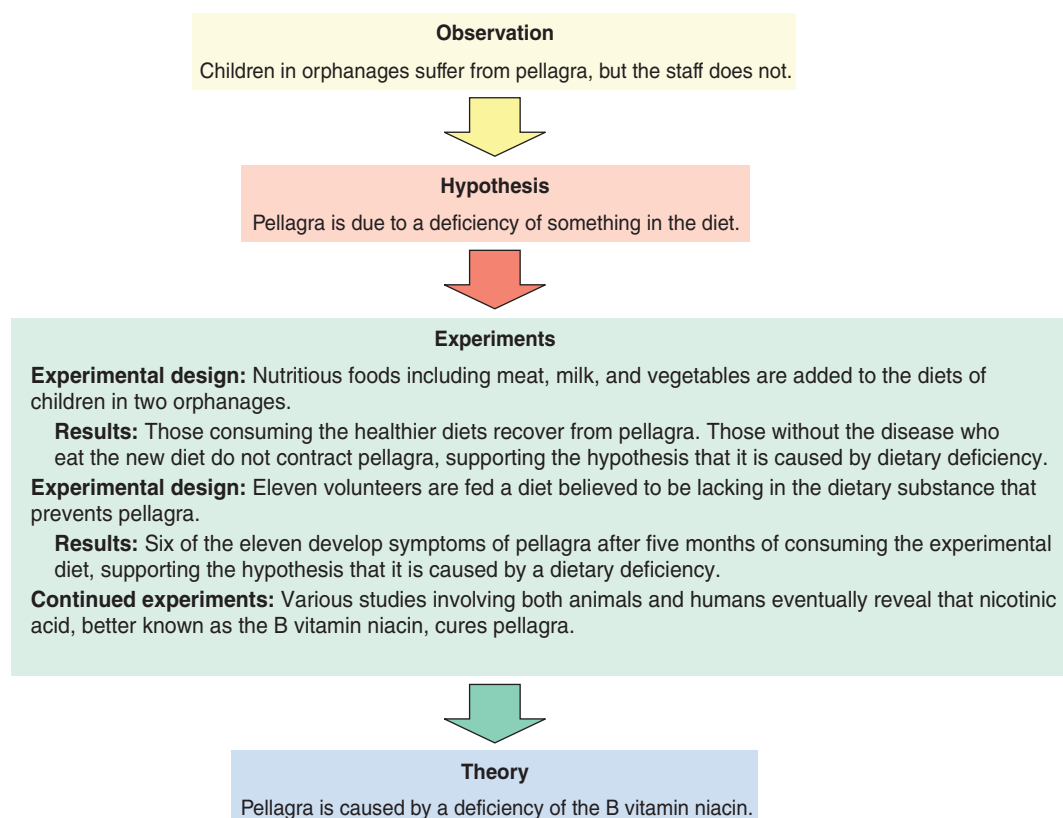 Observation
Children in orphanages suffer from pellagra, but the staff does not.
Hypothesis
Pellagra is due to a deficiency of something in the diet.
Experiments
Experimental design: Nutritious foods including meat, milk, and vegetables are added to the diets of
children in two orphanages.
Results: Those consuming the healthier diets recover from pellagra. Those without the disease who
eat the new diet do not contract pellagra, supporting the hypothesis that it is caused by dietary deficiency.
Experimental design: Eleven volunteers are fed a diet believed to be lacking in the dietary substance that
prevents pellagra.
Results: Six of the eleven develop symptoms of pellagra after five months of consuming the experimental
diet, supporting the hypothesis that it is caused by a dietary deficiency.
Continued experiments: Various studies involving both animals and humans eventually reveal that nicotinic
acid, better known as the B vitamin niacin, cures pellagra.
Theory
Pellagra is caused by a deficiency of the B vitamin niacin.